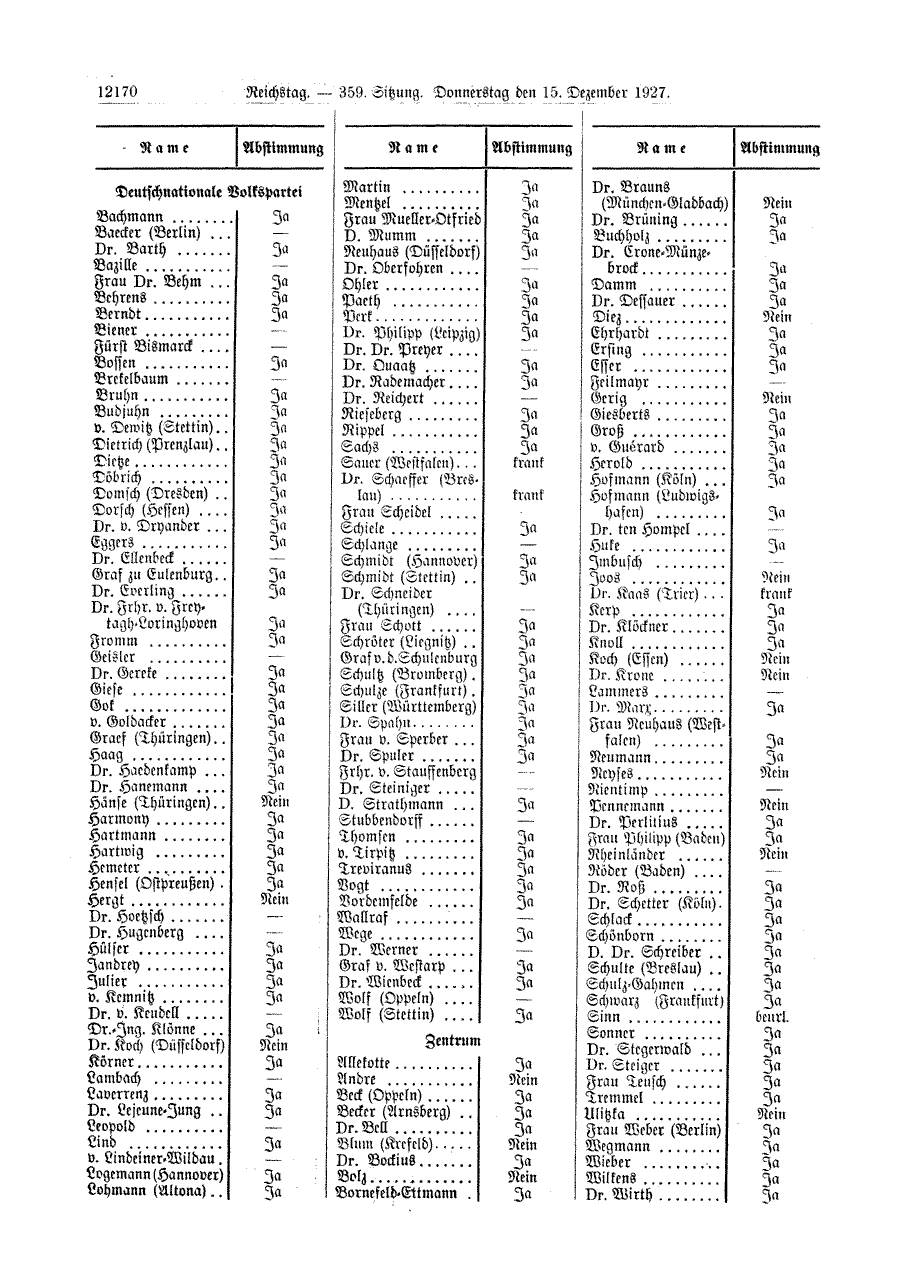 12170 Reichstag. — 359. Sitzung. Donnerstag den 15. Dezember 1927.
Name Abstimmung
Deutschnationale Volkspartei
Bachmann ........ Ja
Baecker (Berlin) ... —
Dr. Barth ....... Ja
Bazille ........... —
Frau Dr. Behm ... Ja
Behrens .......... Ja
Berndt ........... Ja
Biener ........... —
Fürst Bismarck .... —
Bossen ........... Ja
Brekelbaum ....... —
Bruhn ........... Ja
Budjuhn ......... Ja
v. Dewitz (Stettin) .. Ja
Dietrich (Prenzlau) .. Ja
Dietze ............ Ja
Döbrich .......... Ja
Domsch (Dresden) .. Ja
Dorsch (Hessen) .... Ja
Dr. v. Dryander ... Ja
Eggers ........... Ja
Dr. Ellenbeck ...... —
Graf zu Eulenburg .. Ja
Dr. Everling ...... Ja
Dr. Frhr. v. Frey-
tagh-Loringhoven Ja
Fromm .......... Ja
Geisler .......... —
Dr. Gereke ....... Ja
Giese ............ Ja
Gok ............. Ja
v. Goldacker ....... Ja
Graef (Thüringen) .. Ja
Haag ............ Ja
Dr. Haedenkamp ... Ja
Dr. Hanemann .... Ja
Hänse (Thüringen) .. Nein
Harmony ......... Ja
Hartmann ........ Ja
Hartwig ......... Ja
Hemeter .......... Ja
Hensel (Ostpreußen) . Ja
Hergt ............ Nein
Dr. Hoetzsch ....... —
Dr. Hugenberg .... —
Hülser ........... Ja
Jandrey .......... Ja
Julier ........... Ja
v. Kemnitz ........ Ja
Dr. v. Keudell ..... —
Dr.-Ing. Klönne ... Ja
Dr. Koch (Düsseldorf) Nein
Körner ........... Ja
Lambach ......... —
Laverrenz ......... Ja
Dr. Lejeune-Jung .. Ja
Leopold .......... —
Lind ............ Ja
v. Lindeiner-Wildau . —
Logemann (Hannover) Ja
Lohmann (Altona) .. Ja
Name Abstimmung
Martin .......... Ja
Mentzel .......... Ja
Frau Mueller-Otfried Ja
D. Mumm ....... Ja
Neuhaus (Düsseldorf) Ja
Dr. Oberfohren .... —
Ohler ............ Ja
Paeth ........... Ja
Perk ............. Ja
Dr. Philipp (Leipzig) Ja
Dr. Dr. Preyer .... —
Dr. Quaatz ....... Ja
Dr. Rademacher .... Ja
Dr. Reichert ...... —
Rieseberg ......... Ja
Rippel ........... Ja
Sachs ............ Ja
Sauer (Westfalen) ... krank
Dr. Schaeffer (Bres-
lau) ........... krank
Frau Scheidel .....
Schiele ........... Ja
Schlange ......... —
Schmidt (Hannover) Ja
Schmidt (Stettin) .. Ja
Dr. Schneider
(Thüringen) .... —
Frau Schott ...... Ja
Schröter (Liegnitz) .. Ja
Graf v. d. Schulenburg Ja
Schultz (Bromberg) . Ja
Schulze (Frankfurt) . Ja
Siller (Württemberg) Ja
Dr. Spahn ........ Ja
Frau v. Sperber ... Ja
Dr. Spuler ....... Ja
Frhr. v. Stauffenberg —
Dr. Steiniger ..... —
D. Strathmann ... Ja
Stubbendorff ...... —
Thomsen ......... Ja
v. Tirpitz ......... Ja
Treviranus ....... Ja
Vogt ............ Ja
Vordemfelde ...... Ja
Wallraf .......... —
Wege ............ Ja
Dr. Werner ...... —
Graf v. Westarp ... Ja
Dr. Wienbeck ...... Ja
Wolf (Oppeln) .... —
Wolf (Stettin) .... Ja
Zentrum
Allekotte .......... Ja
Andre ........... Nein
Beck (Oppeln) ...... Ja
Becker (Arnsberg) .. Ja
Dr. Bell .......... Ja
Blum (Krefeld) ..... Nein
Dr. Bockius ....... Ja
Bolz ............. Nein
Bornefeld-Ettmann . Ja
Name Abstimmung
Dr. Brauns
(München-Gladbach) Nein
Dr. Brüning ...... Ja
Buchholz ......... Ja
Dr. Crone-Münze-
brock .......... Ja
Damm .......... Ja
Dr. Dessauer ...... Ja
Diez ............. Nein
Ehrhardt ......... Ja
Ersing ........... Ja
Esser ............ Ja
Feilmayr ......... —
Gerig ............ Nein
Giesberts ......... Ja
Groß ............ Ja
v. Guérard ....... Ja
Herold .......... Ja
Hofmann (Köln) ... Ja
Hofmann (Ludwigs-
hafen) ......... Ja
Dr. ten Hompel .... —
Huke ............ Ja
Imbusch ......... —
Joos ............ Nein
Dr. Kaas (Trier) ... krank
Kerp ............ Ja
Dr. Klöckner ....... Ja
Knoll ............ Ja
Koch (Essen) ...... Nein
Dr. Krone ........ Nein
Lammers ......... —
Dr. Marx ......... Ja
Frau Neuhaus (West-
falen) ......... Ja
Neumann ......... Ja
Neyses ........... Nein
Nientimp ......... —
Pennemann ....... Nein
Dr. Perlitius ..... Ja
Frau Philipp (Baden) Ja
Rheinländer ...... Nein
Röder (Baden) .... —
Dr. Roß ......... Ja
Dr. Schetter (Köln) . Ja
Schlack ........... Ja
Schönborn ........ Ja
D. Dr. Schreiber .. Ja
Schulte (Breslau) .. Ja
Schulz-Gahmen .... Ja
Schwarz (Frankfurt) Ja
Sinn ............ beurl.
Sonner .......... Ja
Dr. Stegerwald ... Ja
Dr. Steiger ....... Ja
Frau Teusch ...... Ja
Tremmel ......... Ja
Ulitzka .......... Nein
Frau Weber (Berlin) Ja
Wegmann ........ Ja
Wieber .......... Ja
Wilkens .......... Ja
Dr. Wirth ........ Ja